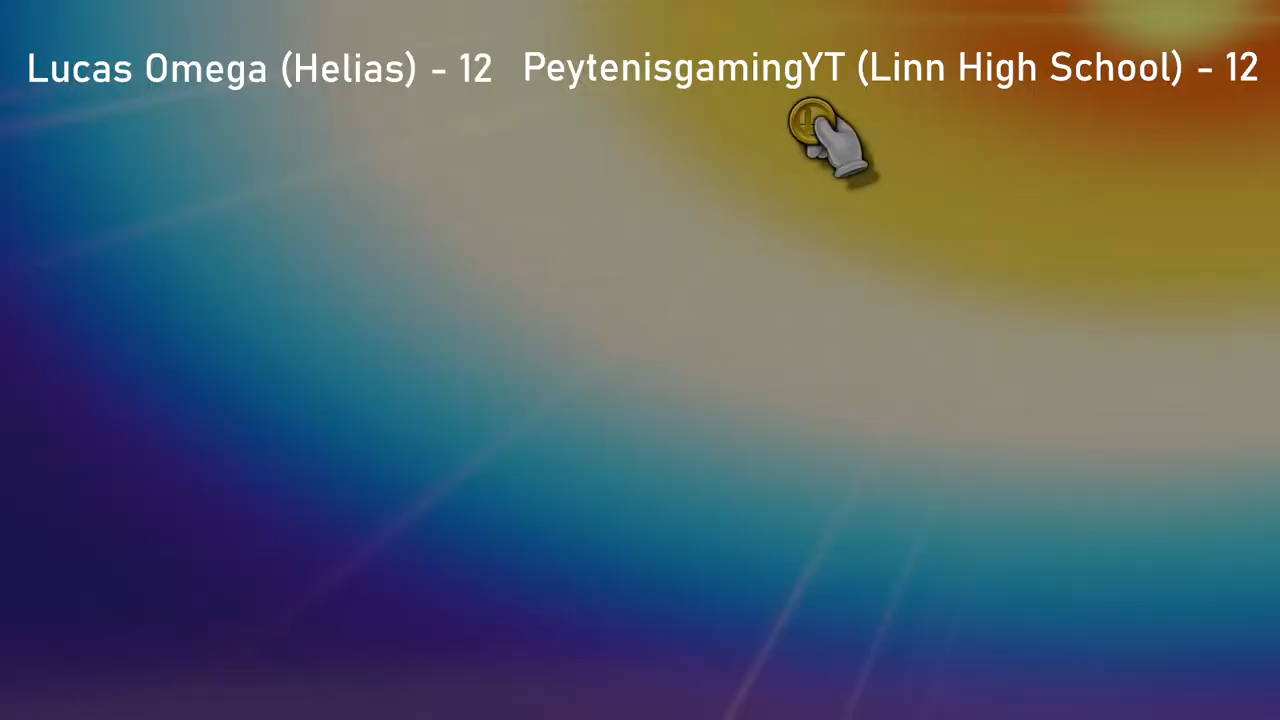 Lucas Omega (Helias) - 12 PeytenisgamingYT (Linn High School) - 12